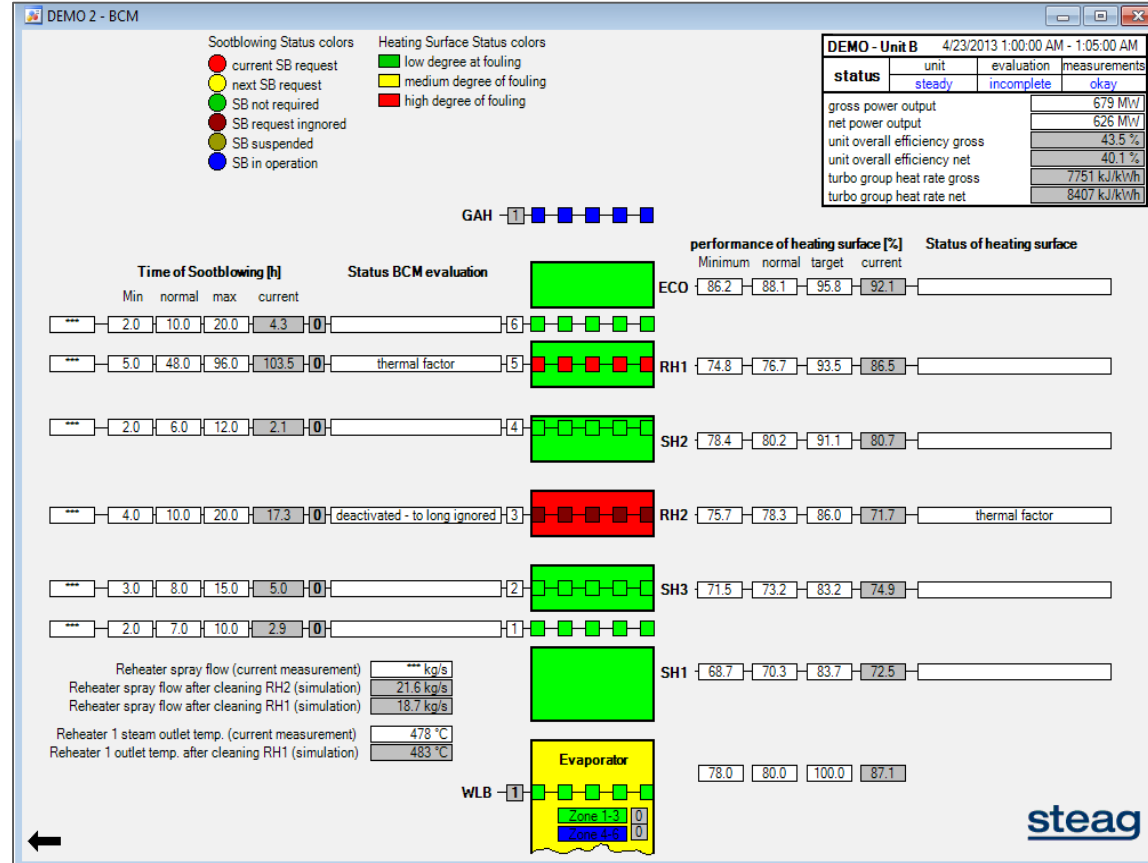 DEMO 2 - BCM
Sootblowing Status colors
current SB request
next SB request
SB not required
SB request ingnored
SB suspended
SB in operation
Heating Surface Status colors
low degree at fouling
medium degree of fouling
high degree of fouling
DEMO - Unit B 4/23/2013 1:00:00 AM - 1:05:00 AM
status unit evaluation measurements
steady incomplete okay
gross power output 679 MW
net power output 626 MW
unit overall efficiency gross 43.5 %
unit overall efficiency net 40.1 %
turbo group heat rate gross 7751 kJ/kWh
turbo group heat rate net 8407 kJ/kWh
GAH 1
performance of heating surface [%] Status of heating surface
Minimum normal target current
Time of Sootblowing [h] Status BCM evaluation
Min normal max current
ECO 86.2 88.1 95.8 92.1
*** 2.0 10.0 20.0 4.3 0 6
*** 5.0 48.0 96.0 103.5 0 thermal factor 5 RH1 74.8 76.7 93.5 86.5
*** 2.0 6.0 12.0 2.1 0 4
SH2 78.4 80.2 91.1 80.7
*** 4.0 10.0 20.0 17.3 0 deactivated - to long ignored 3 RH2 75.7 78.3 86.0 71.7 thermal factor
*** 3.0 8.0 15.0 5.0 0 2 SH3 71.5 73.2 83.2 74.9
*** 2.0 7.0 10.0 2.9 0 1
SH1 68.7 70.3 83.7 72.5
Reheater spray flow (current measurement) *** kg/s
Reheater spray flow after cleaning RH2 (simulation) 21.6 kg/s
Reheater spray flow after cleaning RH1 (simulation) 18.7 kg/s
Reheater 1 steam outlet temp. (current measurement) 478 °C
Reheater 1 outlet temp. after cleaning RH1 (simulation) 483 °C
Evaporator
78.0 80.0 100.0 87.1
WLB 1
Zone 1-3 0
Zone 4-6 0
steag